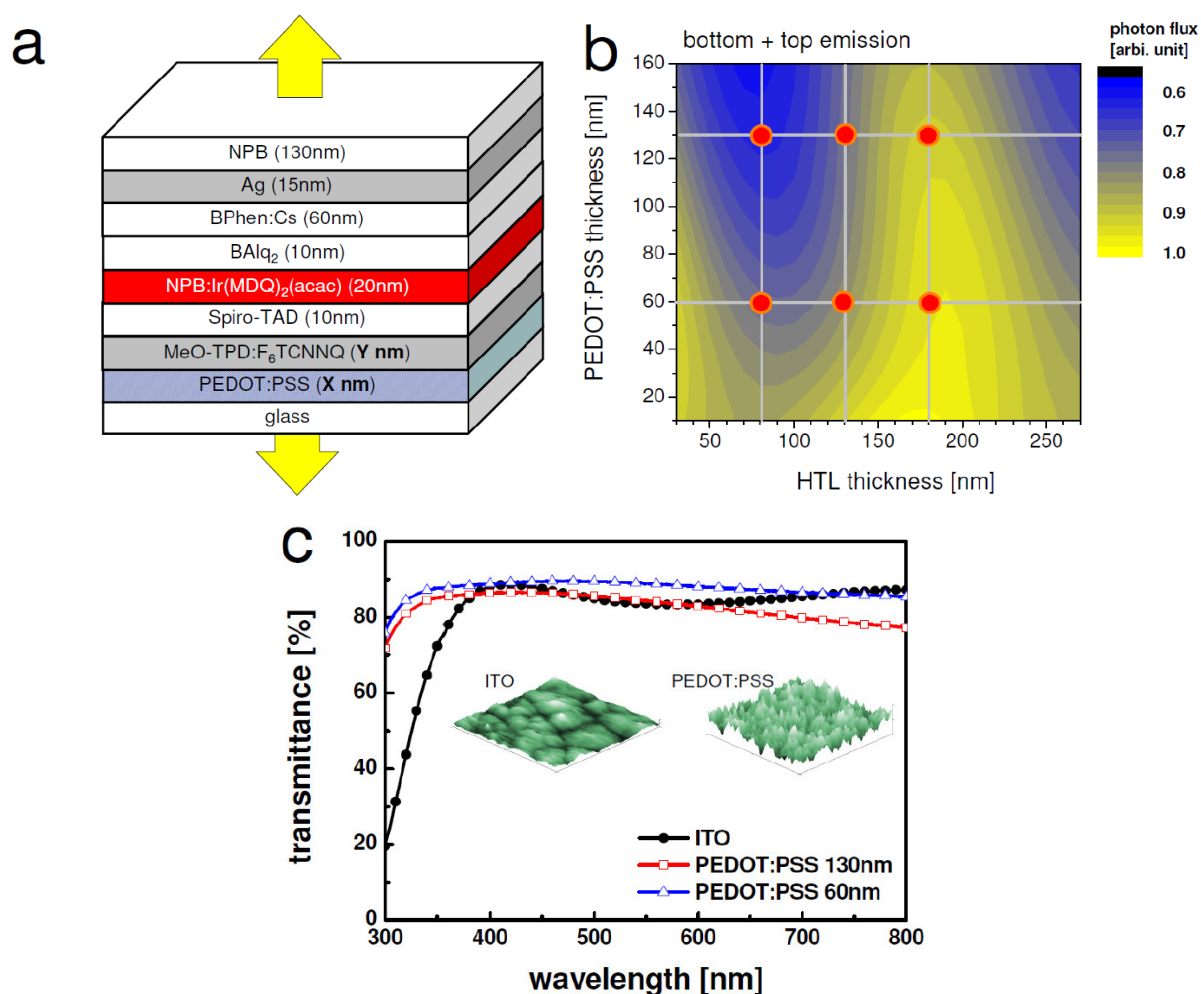 a
NPB (130nm)
Ag (15nm)
BPhen:Cs (60nm)
BAlq₂ (10nm)
NPB:Ir(MDQ)₂(acac) (20nm)
Spiro-TAD (10nm)
MeO-TPD:F₆TCNNQ (Y nm)
PEDOT:PSS (X nm)
glass
b
bottom + top emission
photon flux
[arbi. unit]
0.6
0.7
0.8
0.9
1.0
PEDOT:PSS thickness [nm]
160
140
120
100
80
60
40
20
50
100
150
200
250
HTL thickness [nm]
c
transmittance [%]
100
80
60
40
20
0
ITO
PEDOT:PSS
ITO
PEDOT:PSS 130nm
PEDOT:PSS 60nm
300
400
500
600
700
800
wavelength [nm]